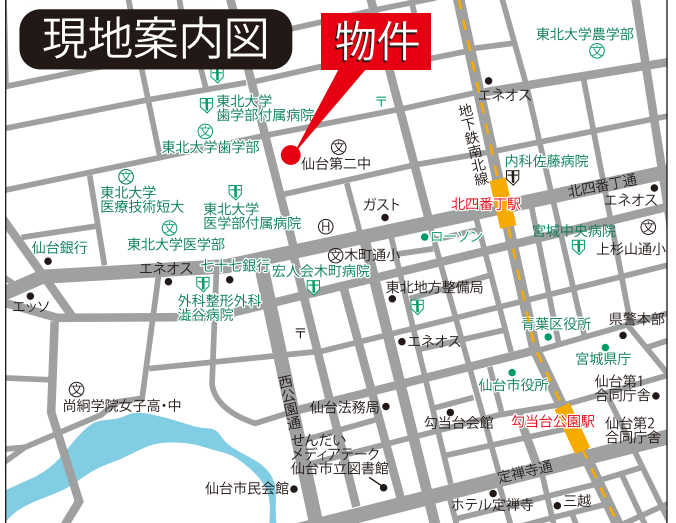 現地案内図
物件
東北大学農学部
文
エネオス
〒
東北大学
歯学部付属病院
文
東北大学歯学部
文
仙台第二中
地下鉄南北線
内科佐藤病院
北四番丁通
エネオス
文
東北大学
医療技術短大
東北大学
医学部付属病院
ガスト
北四番丁駅
H
ローソン
宮城中央病院
文
上杉山通小
文
東北大学医学部
仙台銀行
エネオス
七十七銀行
文木町通小
宏人会木町病院
東北地方整備局
エッソ
外科整形外科
澁谷病院
〒
エネオス
青葉区役所
県警本部
宮城県庁
仙台市役所
仙台第1
合同庁舎
文
尚絅学院女子高・中
西公園通
仙台法務局
勾当台会館
勾当台公園駅
仙台第2
合同庁舎
せんだい
メディアテーク
仙台市立図書館
定禅寺通
仙台市民会館
ホテル定禅寺
三越